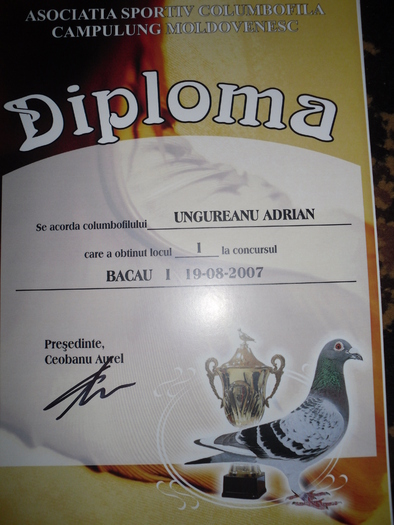 ASOCIATIA SPORTIV COLUMBOFILA
CAMPULUNG MOLDOVENESC
Diploma
Se acorda columbofilului UNGUREANU ADRIAN
care a obtinut locul 1 la concursul
BACAU I 19-08-2007
Preşedinte,
Ceobanu Aurel